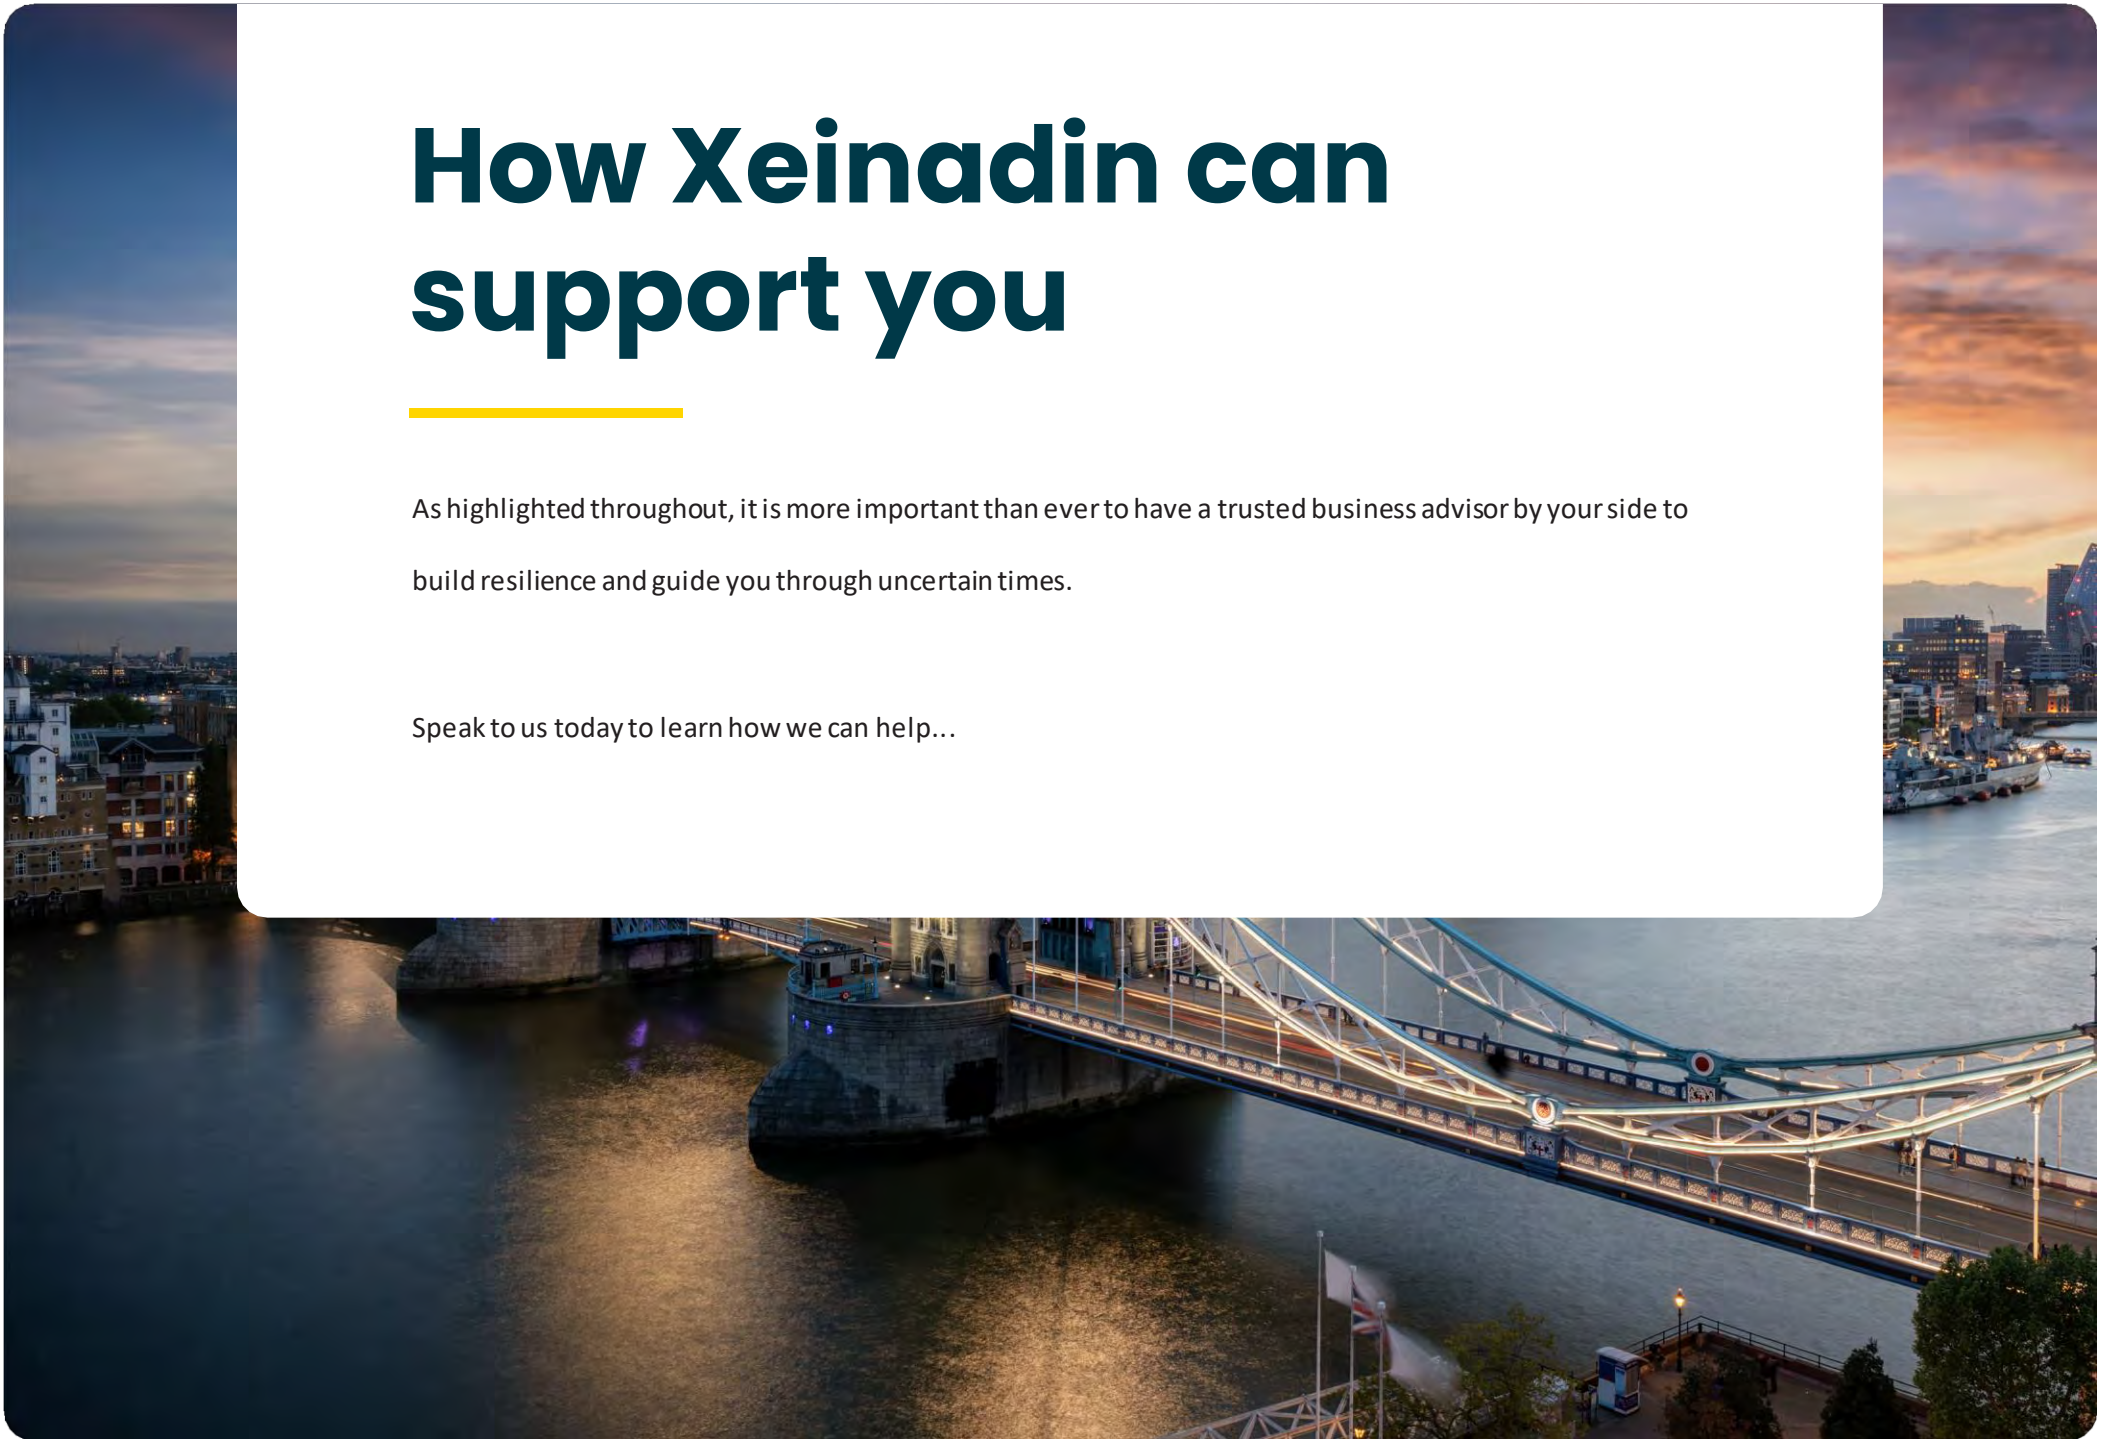 How Xeinadin can
support you
As highlighted throughout, it is more important than ever to have a trusted business advisor by your side to
build resilience and guide you through uncertain times.
Speak to us today to learn how we can help...